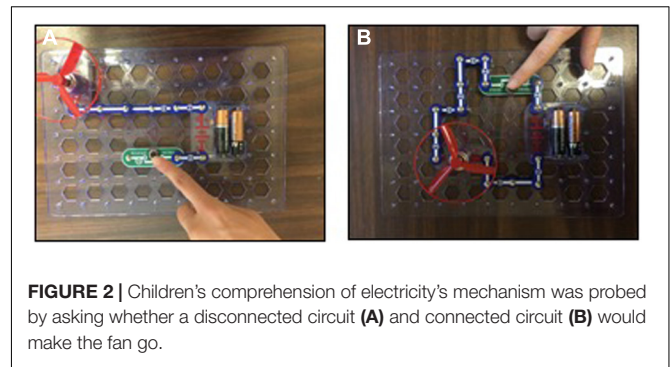 A
B
FIGURE 2 | Children's comprehension of electricity's mechanism was probed
by asking whether a disconnected circuit (A) and connected circuit (B) would
make the fan go.